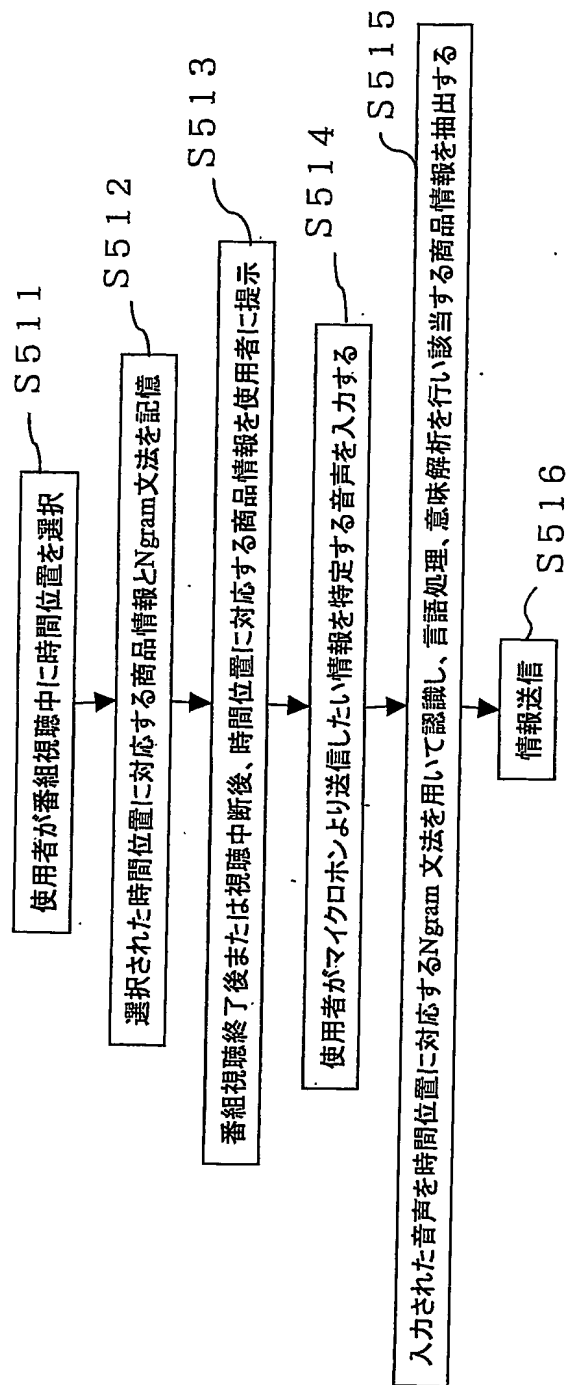 S511
使用者が番組視聴中に時間位置を選択
S512
選択された時間位置に対応する商品情報とNgram文法を記憶
S513
番組視聴終了後または視聴中断後、時間位置に対応する商品情報を使用者に提示
S514
使用者がマイクロホンより送信したい情報を特定する音声を入力する
S515
入力された音声を時間位置に対応するNgram文法を用いて認識し、言語処理、意味解析を行い該当する商品情報を抽出する
S516
情報送信